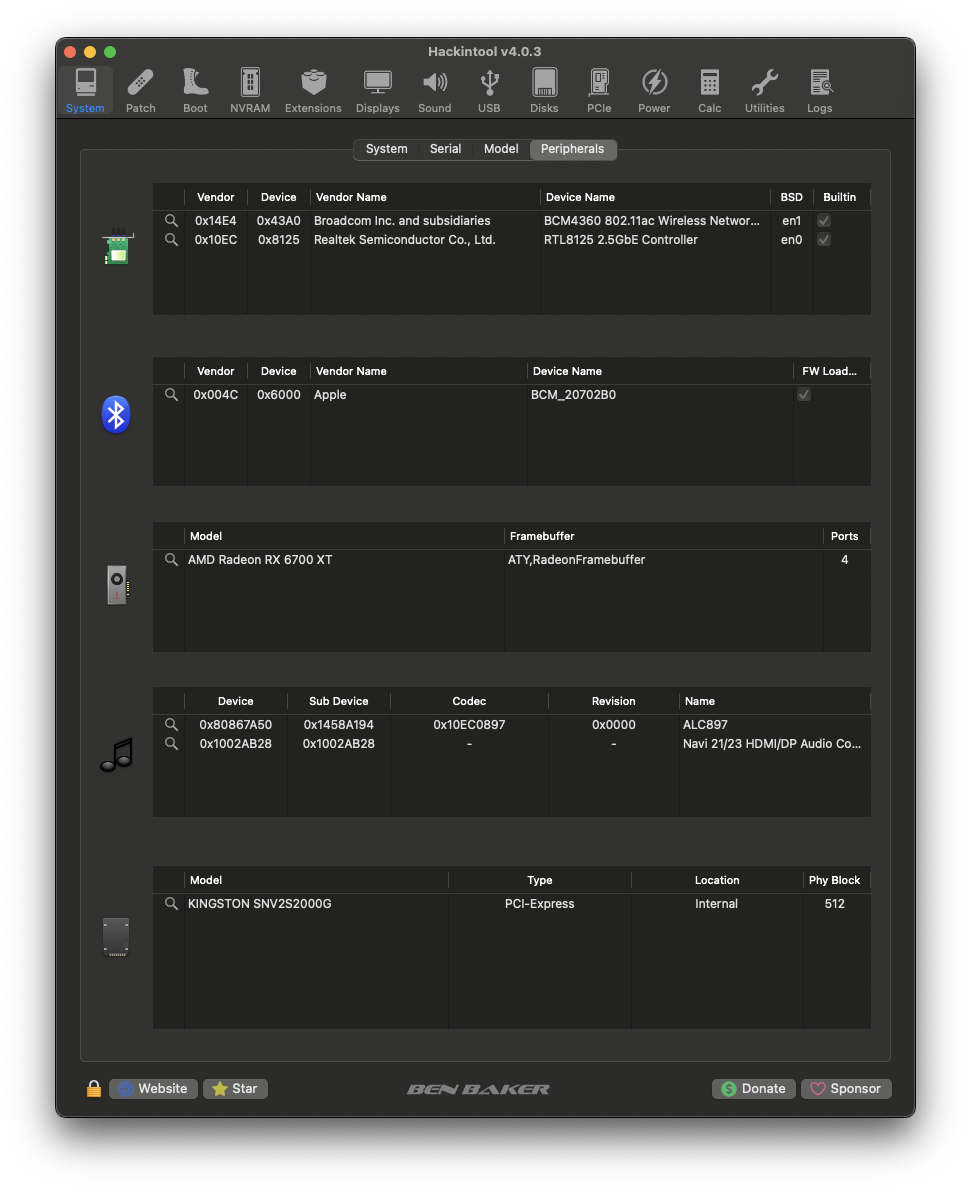 Hackintool v4.0.3
System Patch Boot NVRAM Extensions Displays Sound USB Disks PCIe Power Calc Utilities Logs
System Serial Model Peripherals
Vendor Device Vendor Name Device Name BSD Builtin
0x14E4 0x43A0 Broadcom Inc. and subsidiaries BCM4360 802.11ac Wireless Networ... en1
0x10EC 0x8125 Realtek Semiconductor Co., Ltd. RTL8125 2.5GbE Controller en0
Vendor Device Vendor Name Device Name FW Load...
0x004C 0x6000 Apple BCM_20702B0
Model Framebuffer Ports
AMD Radeon RX 6700 XT ATY,RadeonFramebuffer 4
Device Sub Device Codec Revision Name
0x80867A50 0x1458A194 0x10EC0897 0x0000 ALC897
0x1002AB28 0x1002AB28 - - Navi 21/23 HDMI/DP Audio Co...
Model Type Location Phy Block
KINGSTON SNV2S2000G PCI-Express Internal 512
Website Star BEN BAKER Donate Sponsor